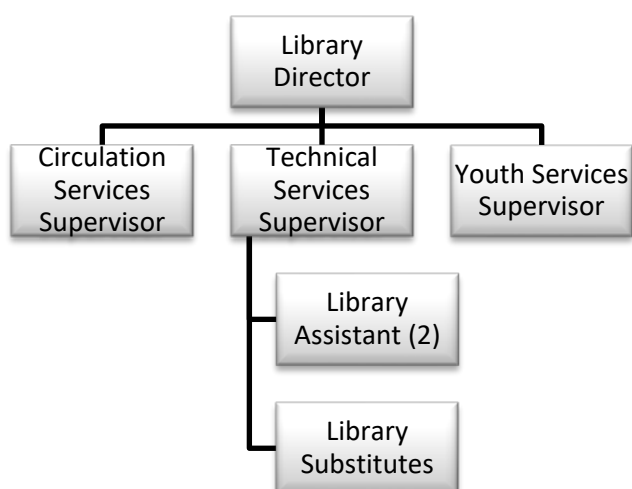 Library
Director
Circulation
Services
Supervisor
Technical
Services
Supervisor
Youth Services
Supervisor
Library
Assistant (2)
Library
Substitutes